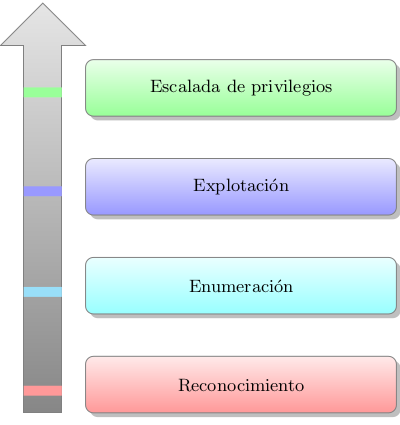 Escalada de privilegios
Explotación
Enumeración
Reconocimiento